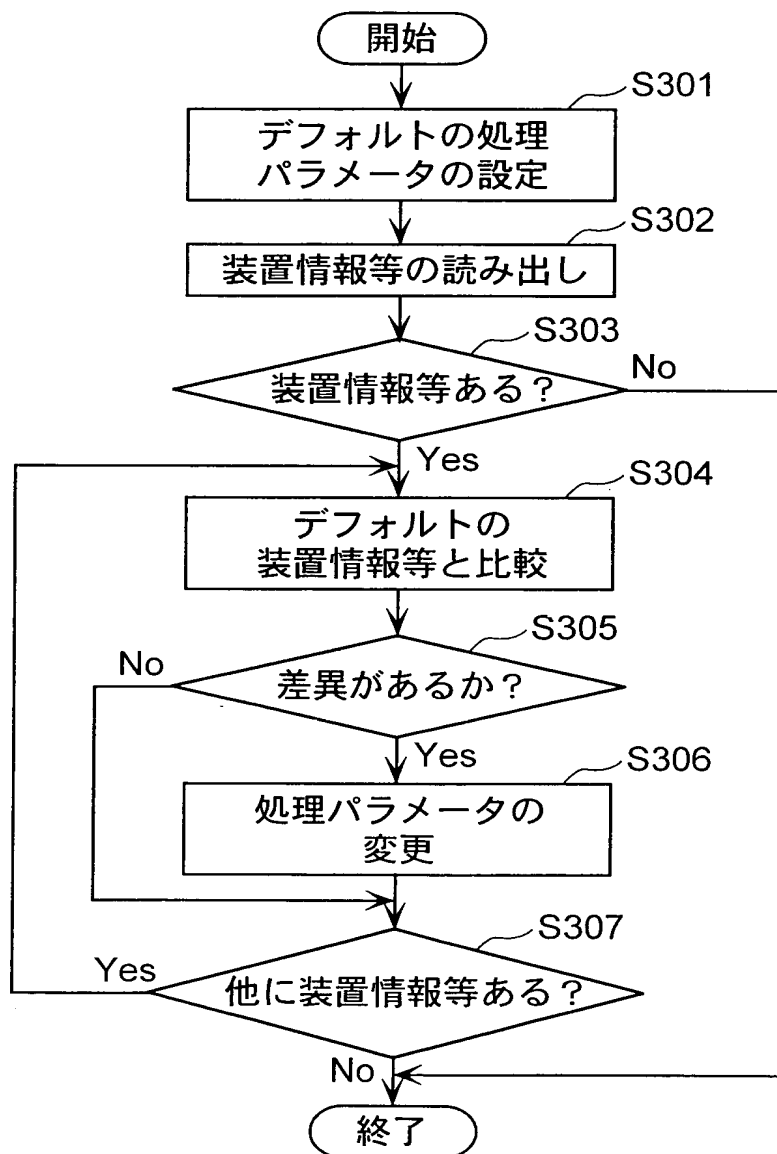 開始
S301
デフォルトの処理
パラメータの設定
S302
装置情報等の読み出し
S303
装置情報等ある？
No
Yes
S304
デフォルトの
装置情報等と比較
S305
No
差異があるか？
Yes
S306
処理パラメータの
変更
S307
Yes
他に装置情報等ある？
No
終了